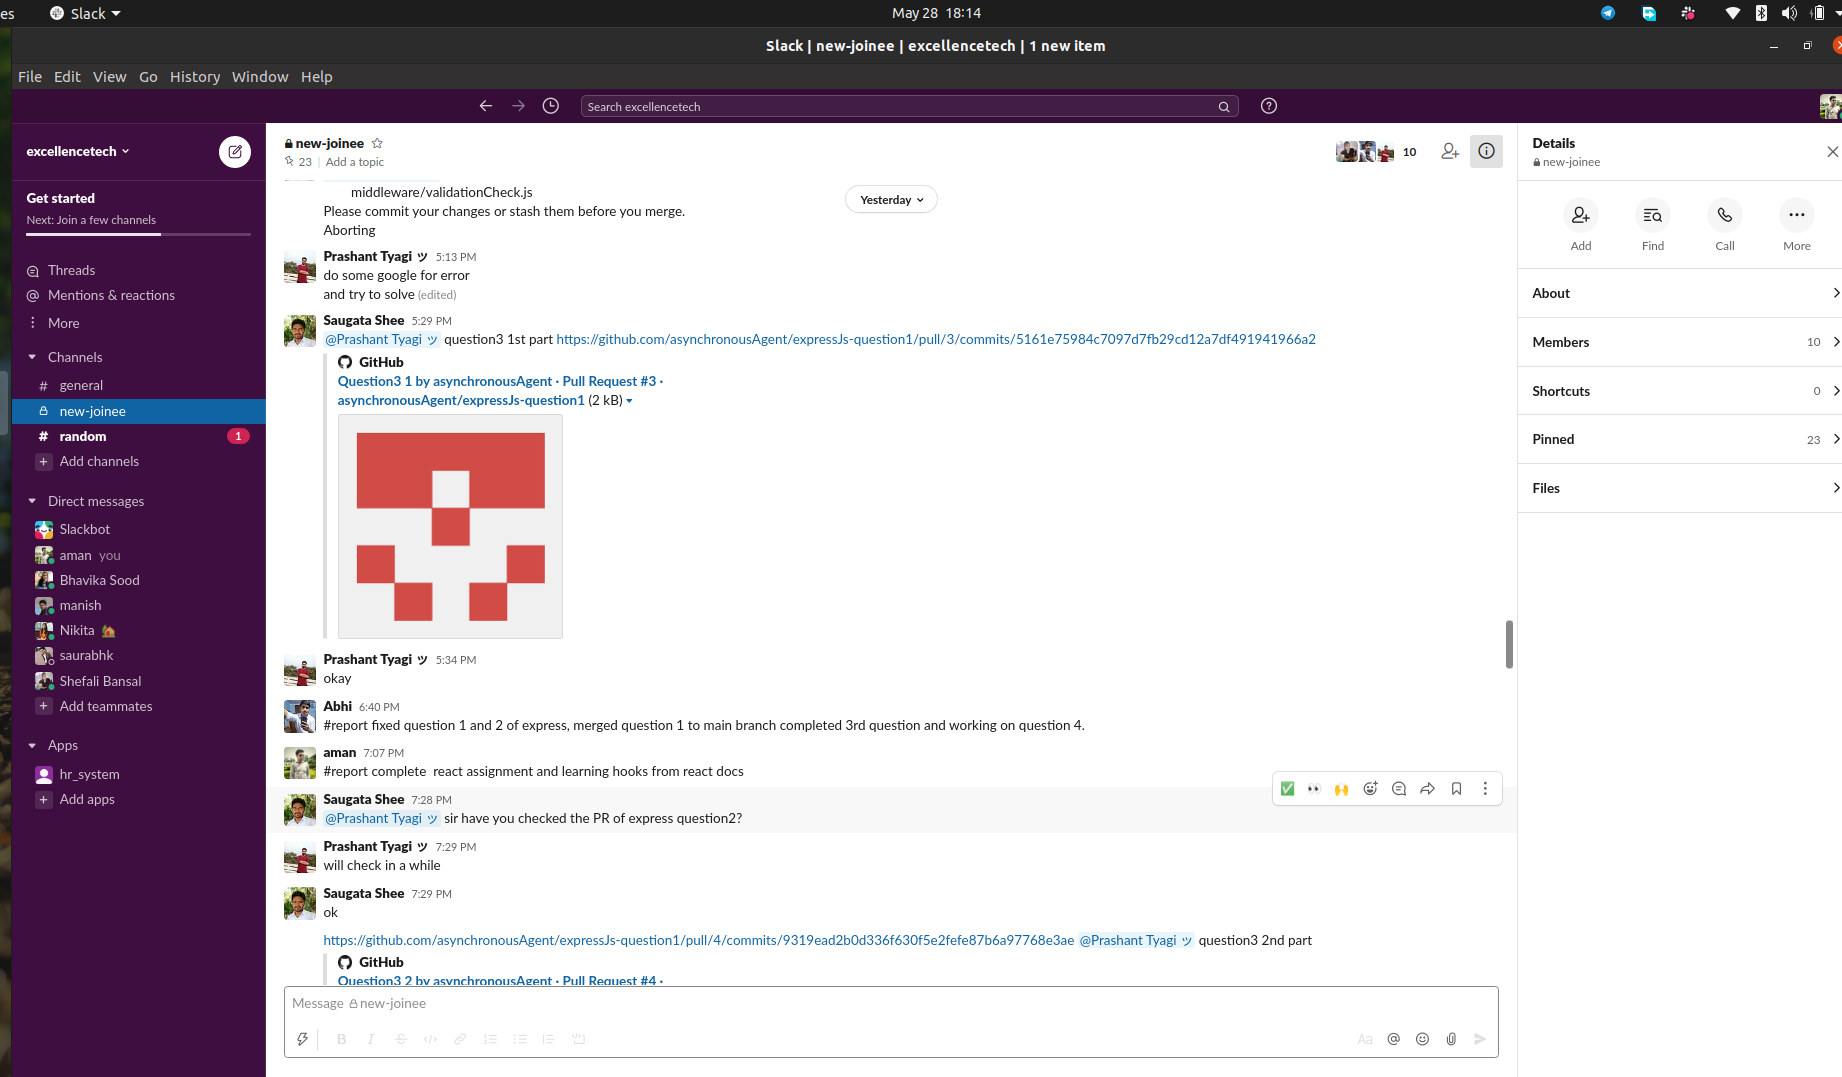 es
Slack
May 28 18:14
Slack | new-joinee | excellencetech | 1 new item
File Edit View Go History Window Help
Search excellencetech
excellencetech
Get started
Next: Join a few channels
Threads
Mentions & reactions
More
Channels
# general
new-joinee
# random 1
+ Add channels
Direct messages
Slackbot
aman you
Bhavika Sood
manish
Nikita
saurabhk
Shefali Bansal
+ Add teammates
Apps
hr_system
+ Add apps
new-joinee
23 | Add a topic
10
Yesterday
middleware/validationCheck.js
Please commit your changes or stash them before you merge.
Aborting
Prashant Tyagi ツ 5:13 PM
do some google for error
and try to solve (edited)
Saugata Shee 5:29 PM
@Prashant Tyagi ツ question3 1st part https://github.com/asynchronousAgent/expressJs-question1/pull/3/commits/5161e75984c7097d7fb29cd12a7df491941966a2
GitHub
Question3 1 by asynchronousAgent · Pull Request #3 ·
asynchronousAgent/expressJs-question1 (2 kB)
Prashant Tyagi ツ 5:34 PM
okay
Abhi 6:40 PM
#report fixed question 1 and 2 of express, merged question 1 to main branch completed 3rd question and working on question 4.
aman 7:07 PM
#report complete  react assignment and learning hooks from react docs
Saugata Shee 7:28 PM
@Prashant Tyagi ツ sir have you checked the PR of express question2?
Prashant Tyagi ツ 7:29 PM
will check in a while
Saugata Shee 7:29 PM
ok
https://github.com/asynchronousAgent/expressJs-question1/pull/4/commits/9319ead2b0d336f630f5e2fefe87b6a97768e3ae @Prashant Tyagi ツ question3 2nd part
GitHub
Question3 2 by asynchronousAgent · Pull Request #4 ·
Message new-joinee
B I S </> Aa @
Details
new-joinee
Add Find Call More
About
Members 10
Shortcuts 0
Pinned 23
Files